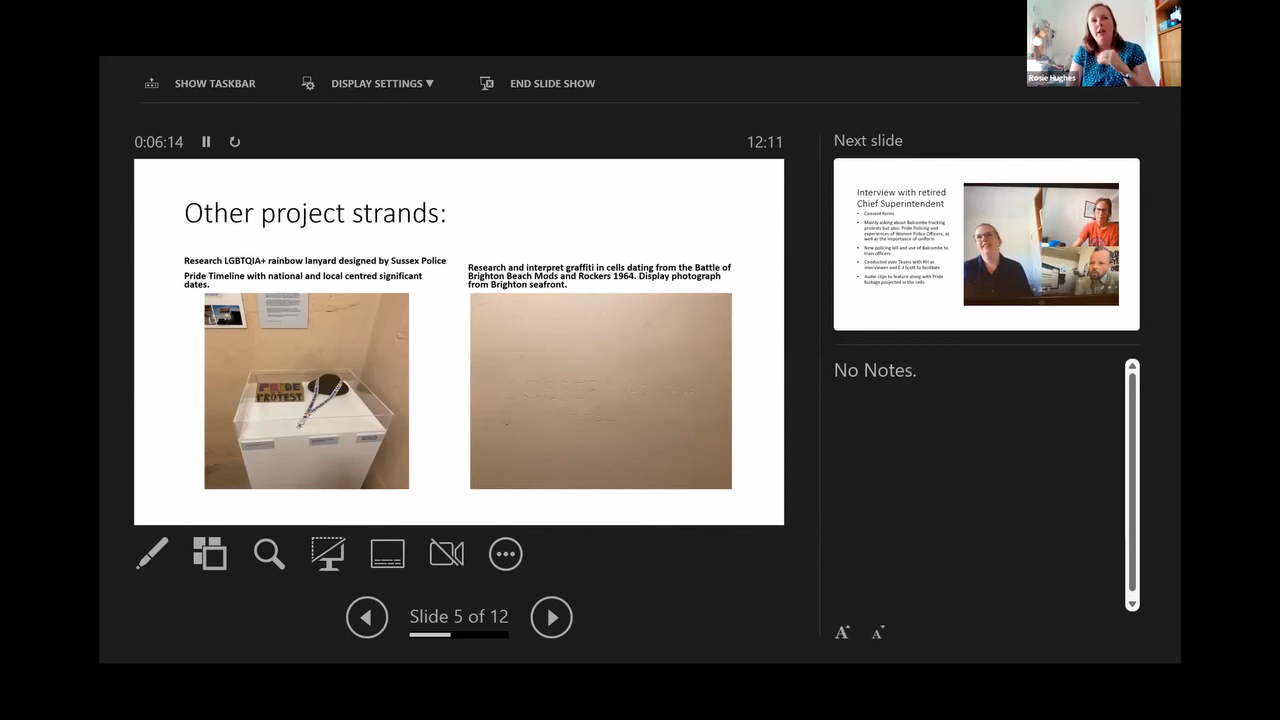 Rosie Hughes
SHOW TASKBAR
DISPLAY SETTINGS ▼
END SLIDE SHOW
0:06:14
12:11
Other project strands:
Research LGBTQIA+ rainbow lanyard designed by Sussex Police
Pride Timeline with national and local centred significant
dates.
Research and interpret graffiti in cells dating from the Battle of
Brighton Beach Mods and Rockers 1964. Display photograph
from Brighton seafront.
PRIDE
PROTEST
Slide 5 of 12
Next slide
Interview with retired
Chief Superintendent
• Consent forms
• Mainly asking about Balcombe fracking
protests but also: Pride Policing and
experiences of Women Police Officers, as
well as the importance of uniform
• New policing bill and use of Balcombe to
train officers
• Conducted over Teams with RH as
interviewer and E J Scott to facilitate
• Audio clips to feature along with Pride
footage projected in the cells
No Notes.
A A